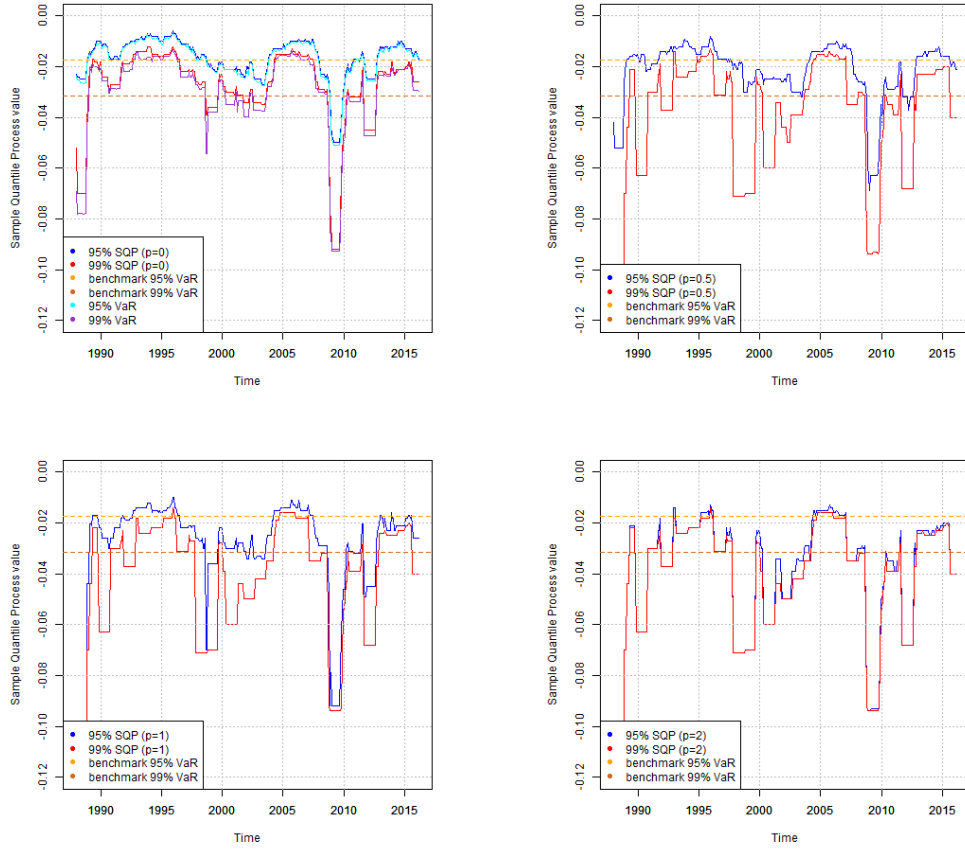 Sample Quantile Process value
0.00
-0.02
-0.04
-0.06
-0.08
-0.10
-0.12
95% SQP (p=0)
99% SQP (p=0)
benchmark 95% VaR
benchmark 99% VaR
95% VaR
99% VaR
1990 1995 2000 2005 2010 2015
Time
Sample Quantile Process value
0.00
-0.02
-0.04
-0.06
-0.08
-0.10
-0.12
95% SQP (p=0.5)
99% SQP (p=0.5)
benchmark 95% VaR
benchmark 99% VaR
1990 1995 2000 2005 2010 2015
Time
Sample Quantile Process value
0.00
-0.02
-0.04
-0.06
-0.08
-0.10
-0.12
95% SQP (p=1)
99% SQP (p=1)
benchmark 95% VaR
benchmark 99% VaR
1990 1995 2000 2005 2010 2015
Time
Sample Quantile Process value
0.00
-0.02
-0.04
-0.06
-0.08
-0.10
-0.12
95% SQP (p=2)
99% SQP (p=2)
benchmark 95% VaR
benchmark 99% VaR
1990 1995 2000 2005 2010 2015
Time